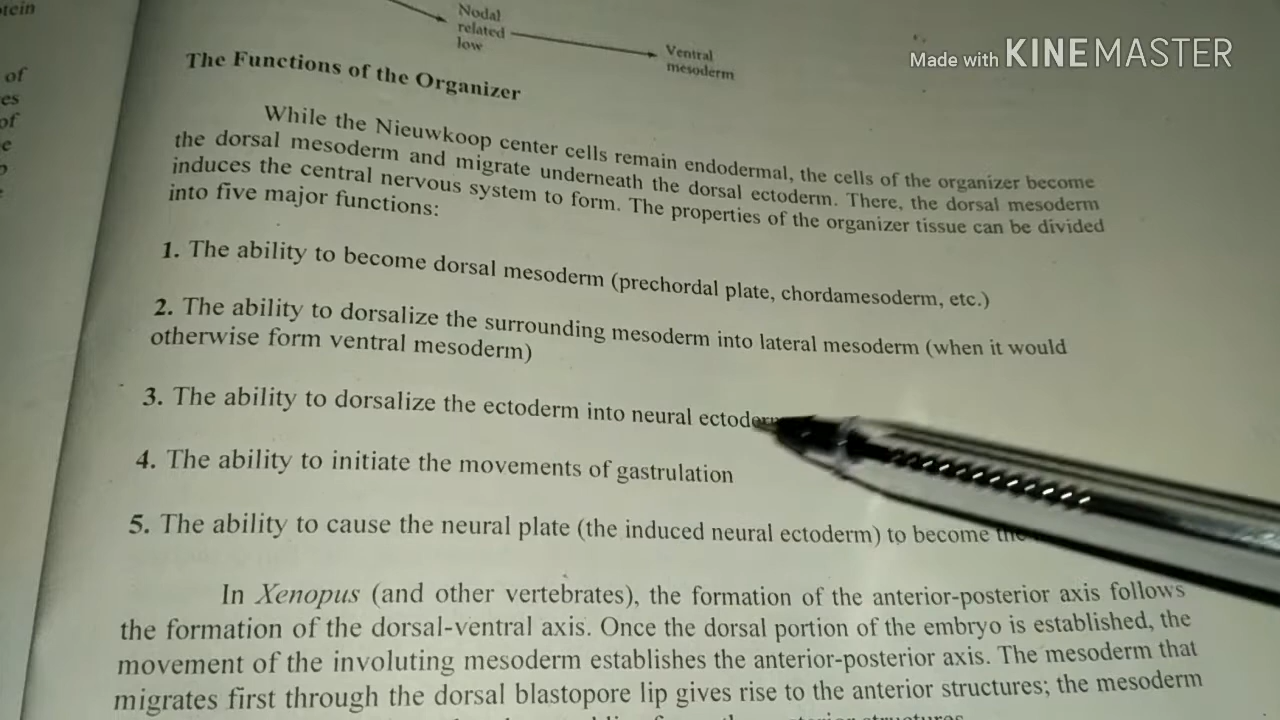 tein
of
es
of
e
Nodal
related
low
Ventral
mesoderm
Made with KINEMASTER
The Functions of the Organizer
While the Nieuwkoop center cells remain endodermal, the cells of the organizer become
the dorsal mesoderm and migrate underneath the dorsal ectoderm. There, the dorsal mesoderm
induces the central nervous system to form. The properties of the organizer tissue can be divided
into five major functions:
1. The ability to become dorsal mesoderm (prechordal plate, chordamesoderm, etc.)
2. The ability to dorsalize the surrounding mesoderm into lateral mesoderm (when it would
otherwise form ventral mesoderm)
3. The ability to dorsalize the ectoderm into neural ectoderm
4. The ability to initiate the movements of gastrulation
5. The ability to cause the neural plate (the induced neural ectoderm) to become the
In Xenopus (and other vertebrates), the formation of the anterior-posterior axis follows
the formation of the dorsal-ventral axis. Once the dorsal portion of the embryo is established, the
movement of the involuting mesoderm establishes the anterior-posterior axis. The mesoderm that
migrates first through the dorsal blastopore lip gives rise to the anterior structures; the mesoderm